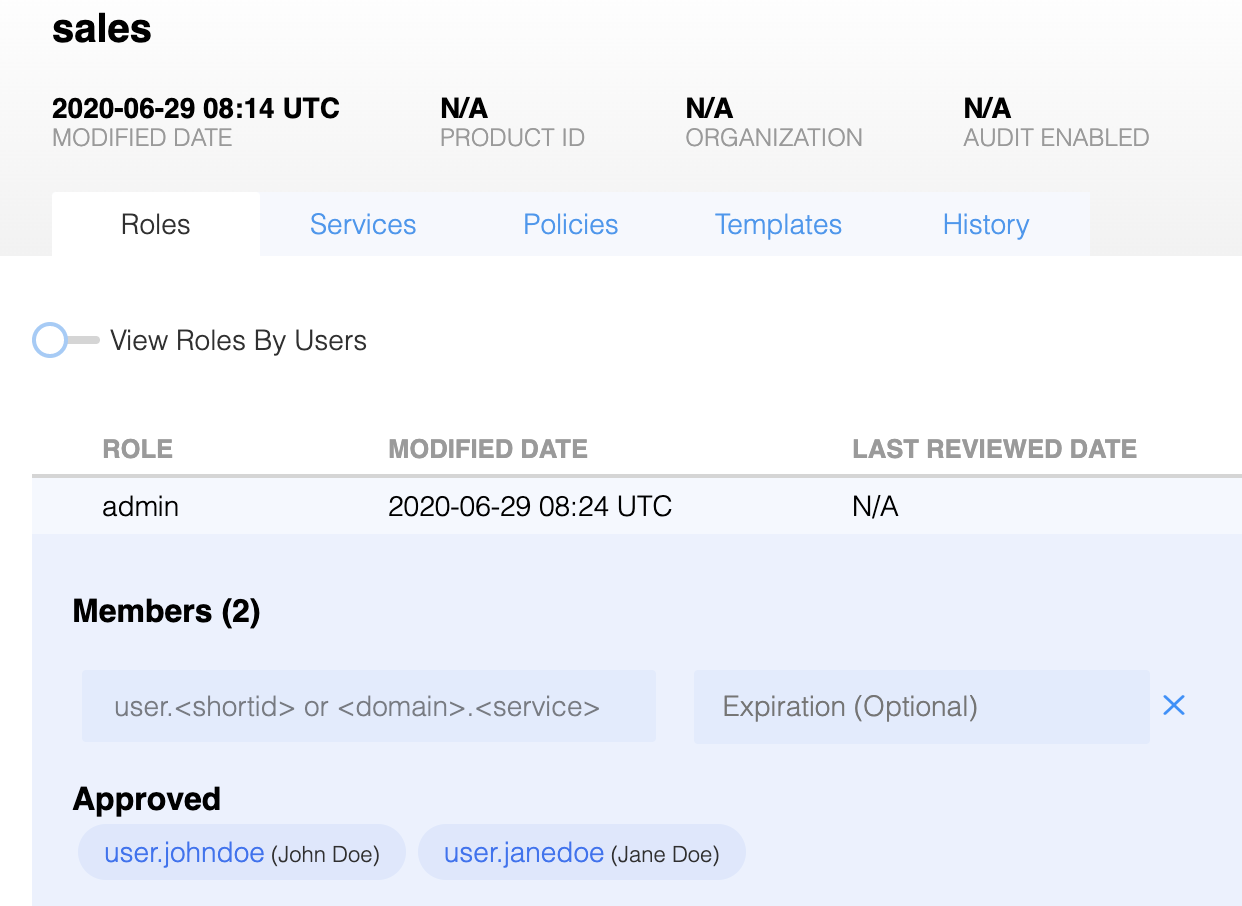 sales
2020-06-29 08:14 UTC N/A N/A N/A
MODIFIED DATE PRODUCT ID ORGANIZATION AUDIT ENABLED
Roles Services Policies Templates History
View Roles By Users
ROLE MODIFIED DATE LAST REVIEWED DATE
admin 2020-06-29 08:24 UTC N/A
Members (2)
user.<shortid> or <domain>.<service> Expiration (Optional)
Approved
user.johndoe (John Doe) user.janedoe (Jane Doe)